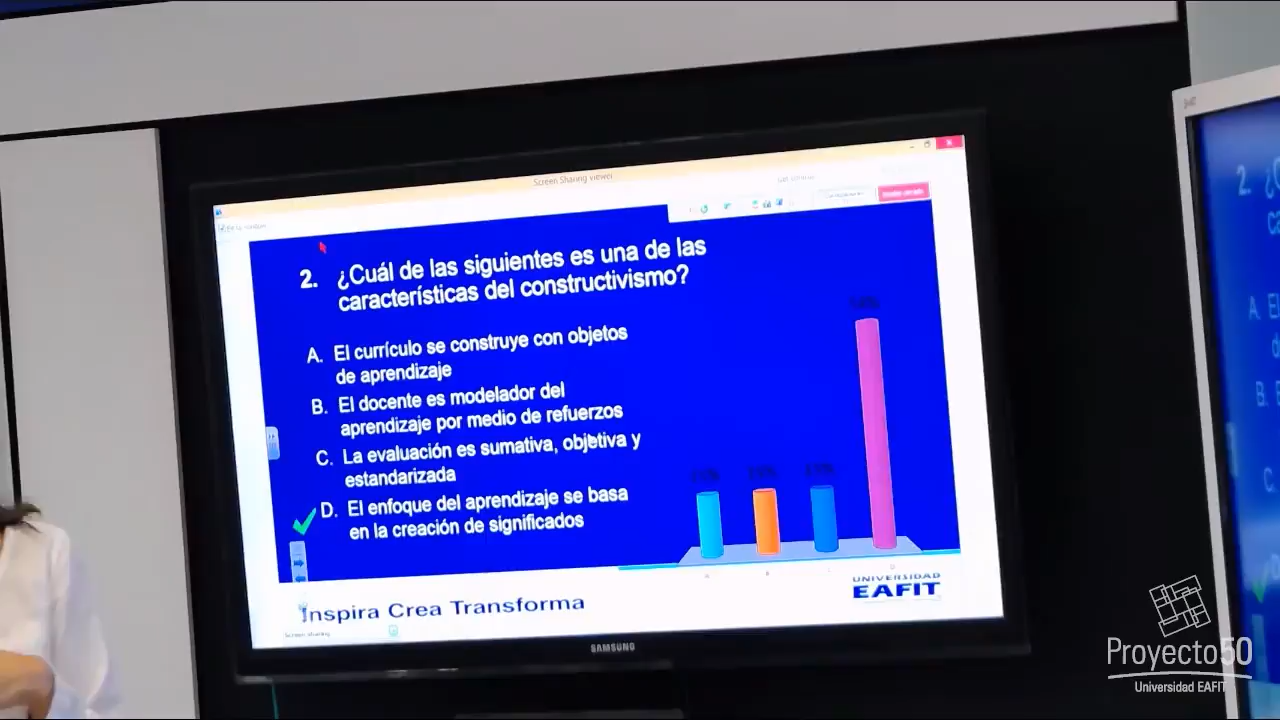 Screen Sharing viewer
2. ¿Cuál de las siguientes es una de las
características del constructivismo?
A. El currículo se construye con objetos
de aprendizaje
B. El docente es modelador del
aprendizaje por medio de refuerzos
C. La evaluación es sumativa, objetiva y
estandarizada
D. El enfoque del aprendizaje se basa
en la creación de significados
Inspira Crea Transforma
UNIVERSIDAD
EAFIT
Screen sharing
SAMSUNG
2.
A. E
B.
C.
Proyecto50
Universidad EAFIT